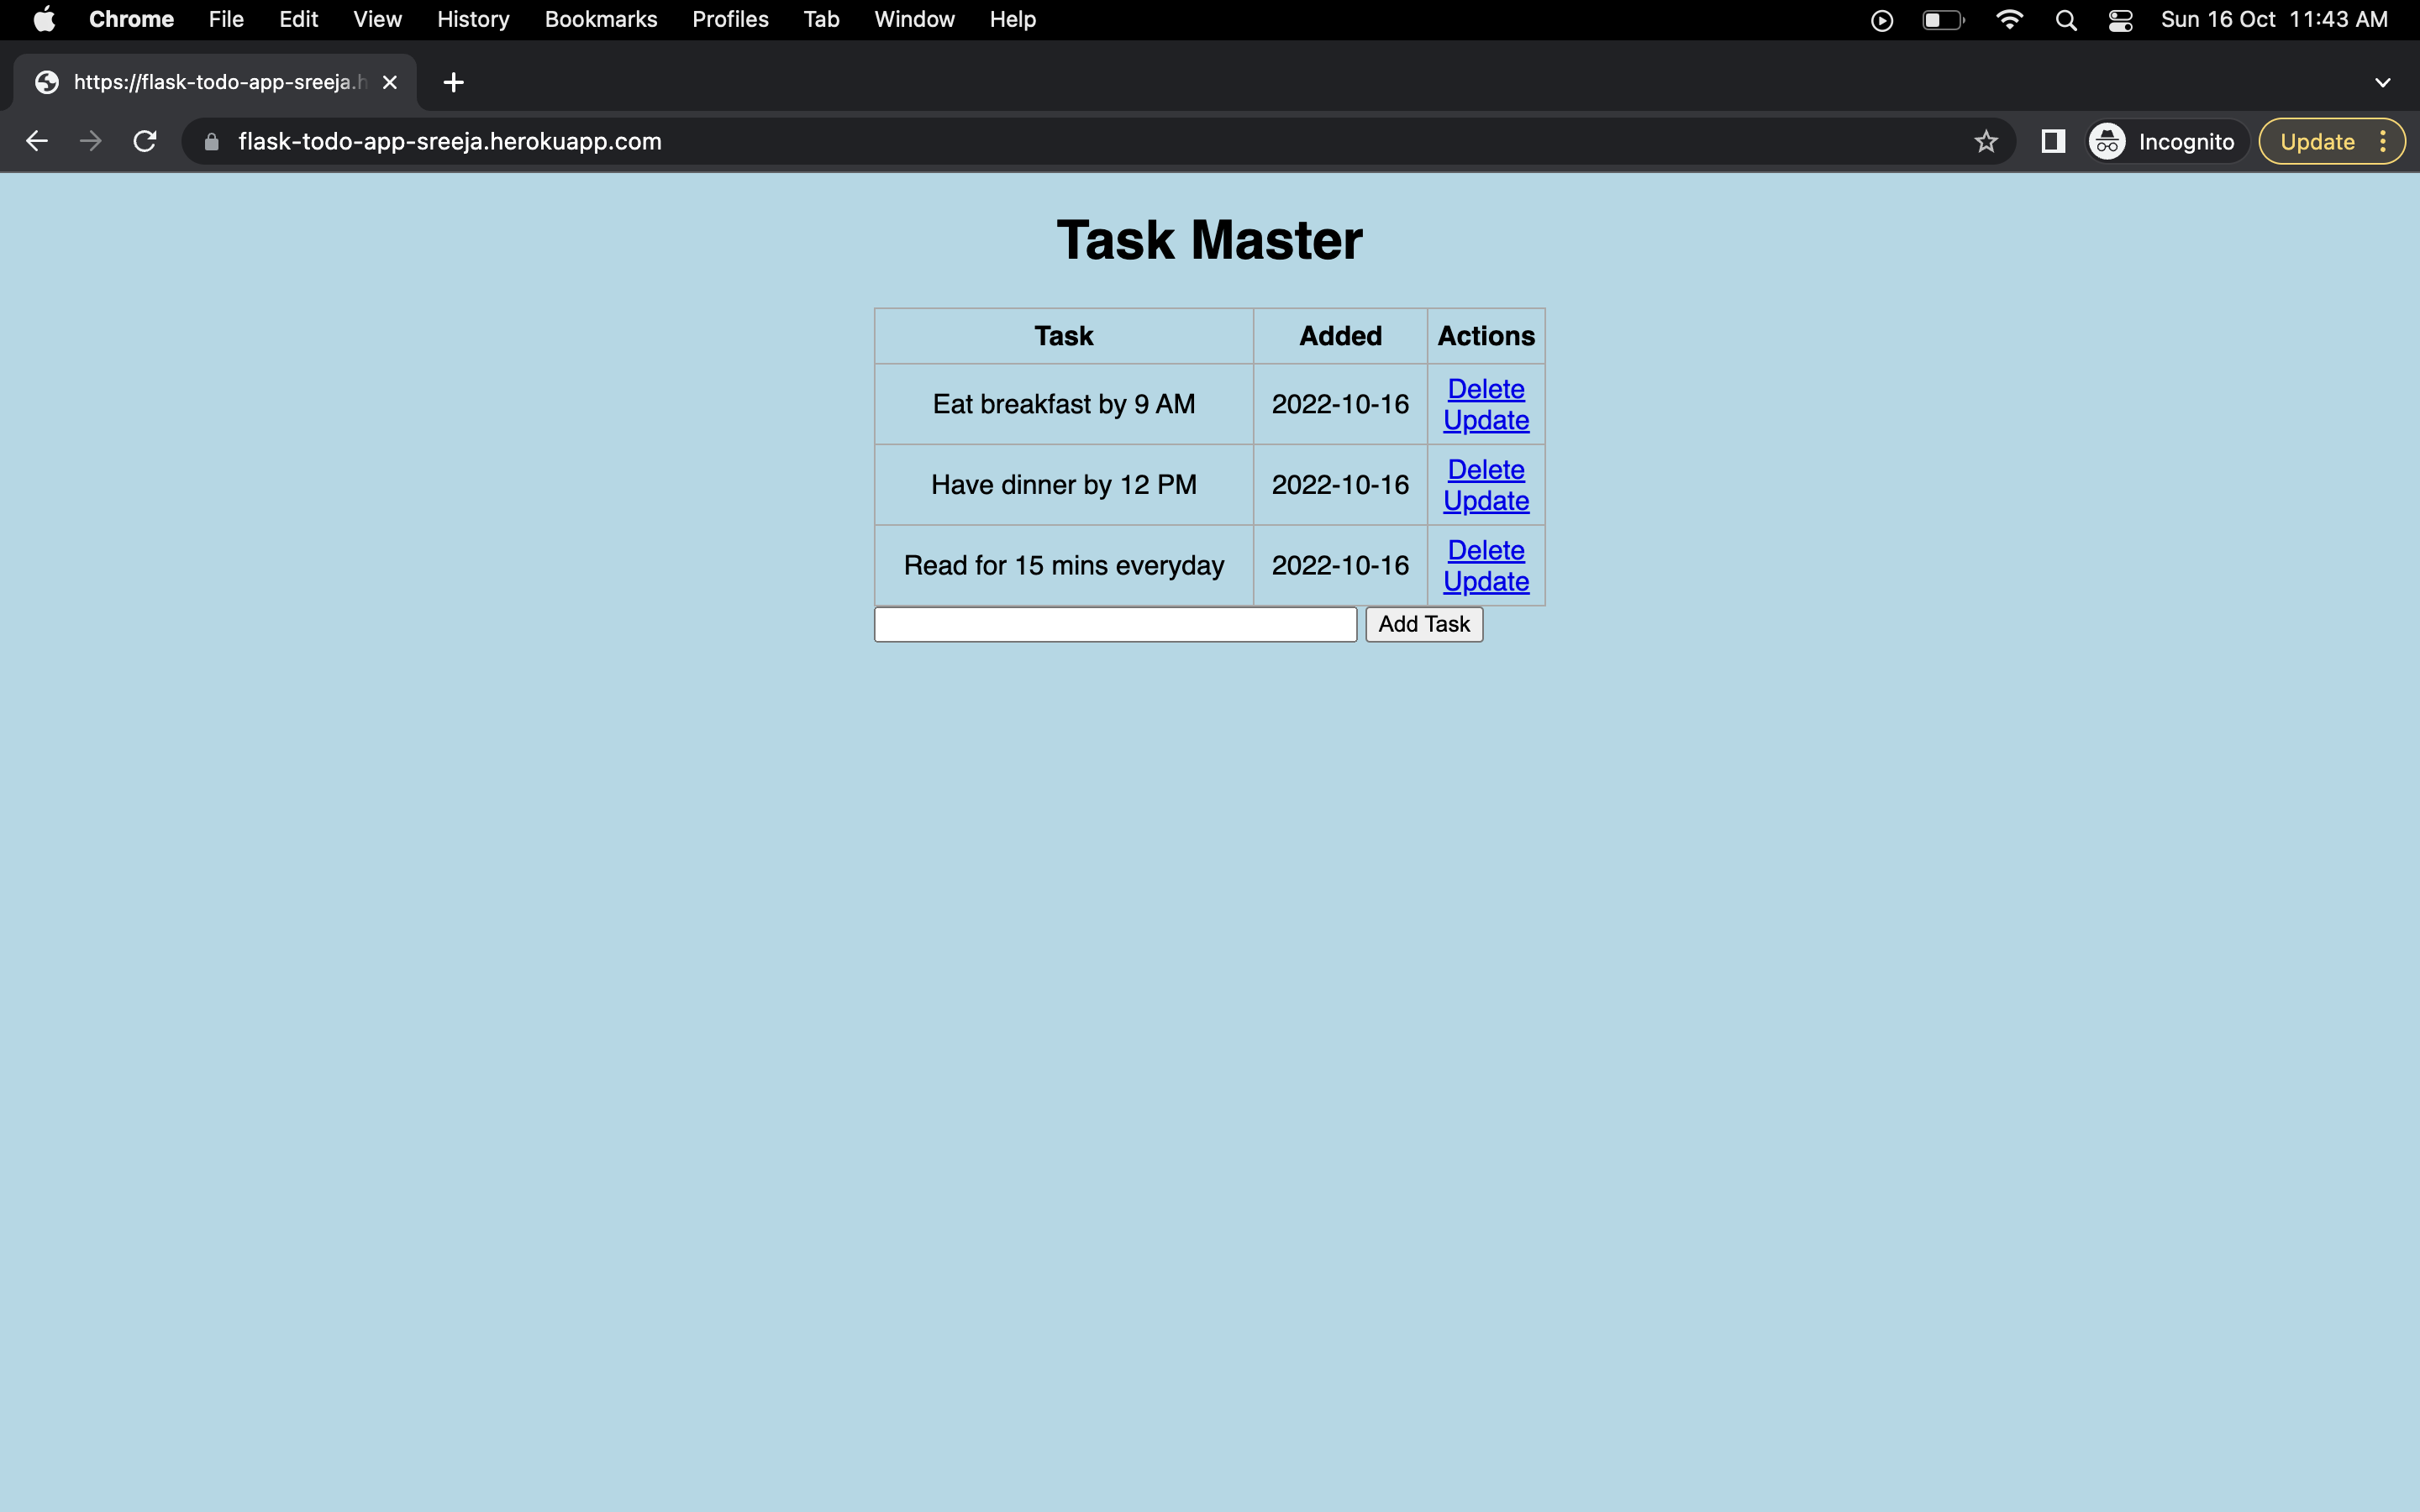 Chrome File Edit View History Bookmarks Profiles Tab Window Help Sun 16 Oct 11:43 AM
https://flask-todo-app-sreeja.h
flask-todo-app-sreeja.herokuapp.com Incognito Update
Task Master
Task Added Actions
Eat breakfast by 9 AM 2022-10-16 Delete
Update
Have dinner by 12 PM 2022-10-16 Delete
Update
Read for 15 mins everyday 2022-10-16 Delete
Update
Add Task